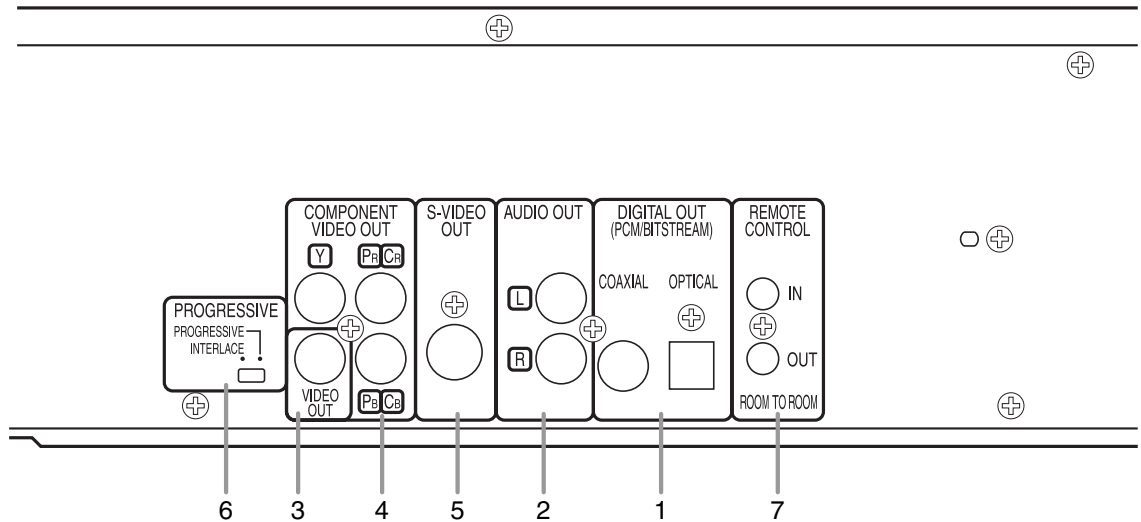 COMPONENT
VIDEO OUT
Y
PR CR
VIDEO
OUT
PB CB
S-VIDEO
OUT
AUDIO OUT
L
R
DIGITAL OUT
(PCM/BITSTREAM)
COAXIAL
OPTICAL
REMOTE
CONTROL
IN
OUT
ROOM TO ROOM
PROGRESSIVE
PROGRESSIVE
INTERLACE
6 3 4 5 2 1 7